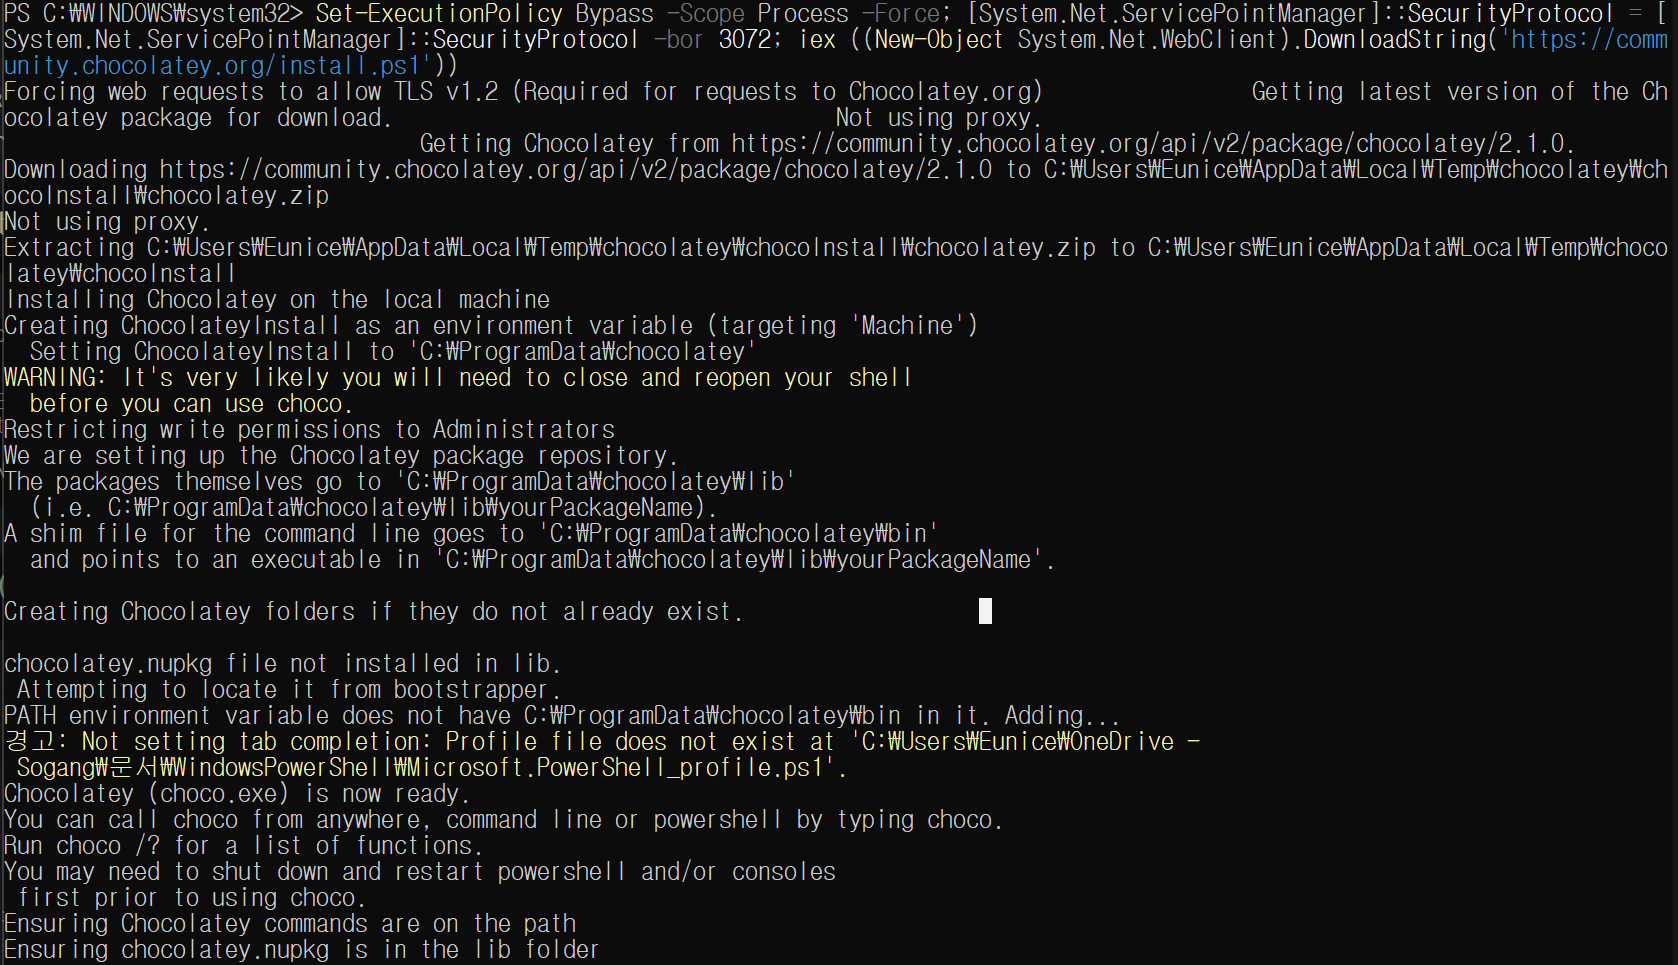 PS C:₩WINDOWS₩system32> Set-ExecutionPolicy Bypass -Scope Process -Force; [System.Net.ServicePointManager]::SecurityProtocol = [
System.Net.ServicePointManager]::SecurityProtocol -bor 3072; iex ((New-Object System.Net.WebClient).DownloadString('https://comm
unity.chocolatey.org/install.ps1'))
Forcing web requests to allow TLS v1.2 (Required for requests to Chocolatey.org) Getting latest version of the Ch
ocolatey package for download. Not using proxy.
Getting Chocolatey from https://community.chocolatey.org/api/v2/package/chocolatey/2.1.0.
Downloading https://community.chocolatey.org/api/v2/package/chocolatey/2.1.0 to C:₩Users₩Eunice₩AppData₩Local₩Temp₩chocolatey₩ch
ocoInstall₩chocolatey.zip
Not using proxy.
Extracting C:₩Users₩Eunice₩AppData₩Local₩Temp₩chocolatey₩chocoInstall₩chocolatey.zip to C:₩Users₩Eunice₩AppData₩Local₩Temp₩choco
latey₩chocoInstall
Installing Chocolatey on the local machine
Creating ChocolateyInstall as an environment variable (targeting 'Machine')
Setting ChocolateyInstall to 'C:₩ProgramData₩chocolatey'
WARNING: It's very likely you will need to close and reopen your shell
before you can use choco.
Restricting write permissions to Administrators
We are setting up the Chocolatey package repository.
The packages themselves go to 'C:₩ProgramData₩chocolatey₩lib'
(i.e. C:₩ProgramData₩chocolatey₩lib₩yourPackageName).
A shim file for the command line goes to 'C:₩ProgramData₩chocolatey₩bin'
and points to an executable in 'C:₩ProgramData₩chocolatey₩lib₩yourPackageName'.
Creating Chocolatey folders if they do not already exist.
chocolatey.nupkg file not installed in lib.
Attempting to locate it from bootstrapper.
PATH environment variable does not have C:₩ProgramData₩chocolatey₩bin in it. Adding...
경고: Not setting tab completion: Profile file does not exist at 'C:₩Users₩Eunice₩OneDrive -
Sogang₩문서₩WindowsPowerShell₩Microsoft.PowerShell_profile.ps1'.
Chocolatey (choco.exe) is now ready.
You can call choco from anywhere, command line or powershell by typing choco.
Run choco /? for a list of functions.
You may need to shut down and restart powershell and/or consoles
first prior to using choco.
Ensuring Chocolatey commands are on the path
Ensuring chocolatey.nupkg is in the lib folder